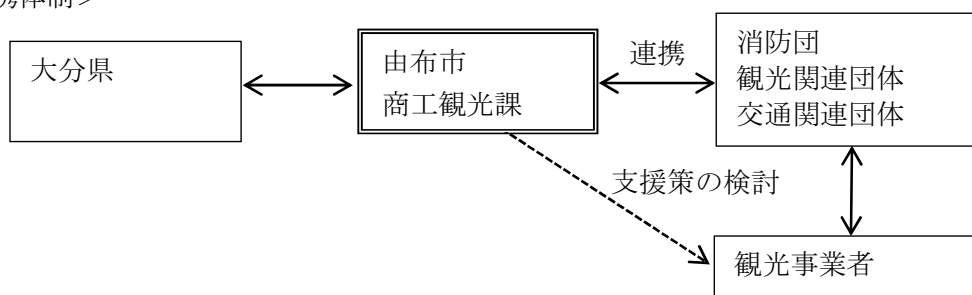 体制＞
大分県
由布市
商工観光課
連携
消防団
観光関連団体
交通関連団体
支援策の検討
観光事業者